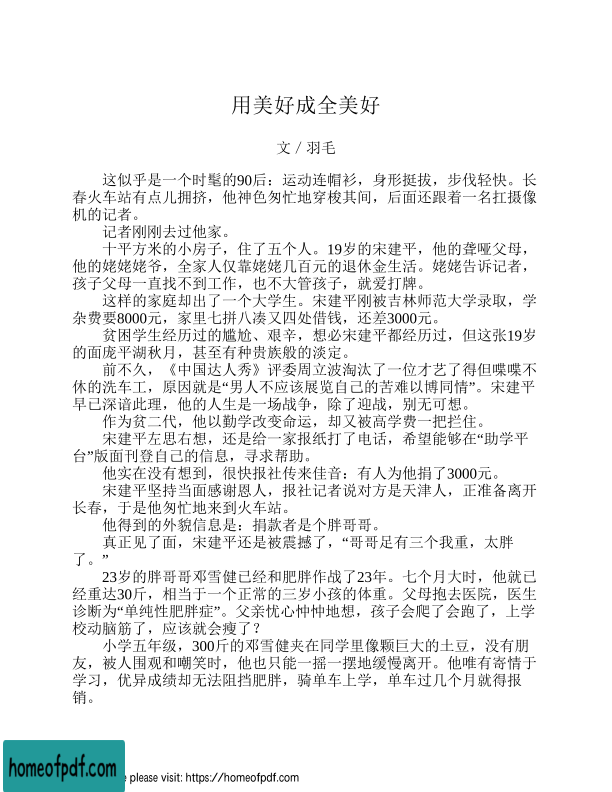 用美好成全美好
文 / 羽毛
这似乎是一个时髦的90后：运动连帽衫，身形挺拔，步伐轻快。长
春火车站有点儿拥挤，他神色匆忙地穿梭其间，后面还跟着一名扛摄像
机的记者。
记者刚刚去过他家。
十平方米的小房子，住了五个人。19岁的宋建平，他的聋哑父母，
他的姥姥姥爷，全家人仅靠姥姥几百元的退休金生活。姥姥告诉记者，
孩子父母一直找不到工作，也不大管孩子，就爱打牌。
这样的家庭却出了一个大学生。宋建平刚被吉林师范大学录取，学
杂费要8000元，家里七拼八凑又四处借钱，还差3000元。
贫困学生经历过的尴尬、艰辛，想必宋建平都经历过，但这张19岁
的面庞平湖秋月，甚至有种贵族般的淡定。
前不久，《中国达人秀》评委周立波淘汰了一位才艺了得但喋喋不
休的洗车工，原因就是“男人不应该展览自己的苦难以博同情”。宋建平
早已深谙此理，他的人生是一场战争，除了迎战，别无可想。
作为贫二代，他以勤学改变命运，却又被高学费一把拦住。
宋建平左思右想，还是给一家报纸打了电话，希望能够在“助学平
台”版面刊登自己的信息，寻求帮助。
他实在没有想到，很快报社传来佳音：有人为他捐了3000元。
宋建平坚持当面感谢恩人，报社记者说对方是天津人，正准备离开
长春，于是他匆忙地来到火车站。
他得到的外貌信息是：捐款者是个胖哥哥。
真正见了面，宋建平还是被震撼了，“哥哥足有三个我重，太胖
了。”
23岁的胖哥哥邓雪健已经和肥胖作战了23年。七个月大时，他就已
经重达30斤，相当于一个正常的三岁小孩的体重。父母抱去医院，医生
诊断为“单纯性肥胖症”。父亲忧心忡忡地想，孩子会爬了会跑了，上学
校动脑筋了，应该就会瘦了？
小学五年级，300斤的邓雪健夹在同学里像颗巨大的土豆，没有朋
友，被人围观和嘲笑时，他也只能一摇一摆地缓慢离开。他唯有寄情于
学习，优异成绩却无法阻挡肥胖，骑单车上学，单车过几个月就得报
销。
homeofpdf.com
e please visit: https://homeofpdf.com